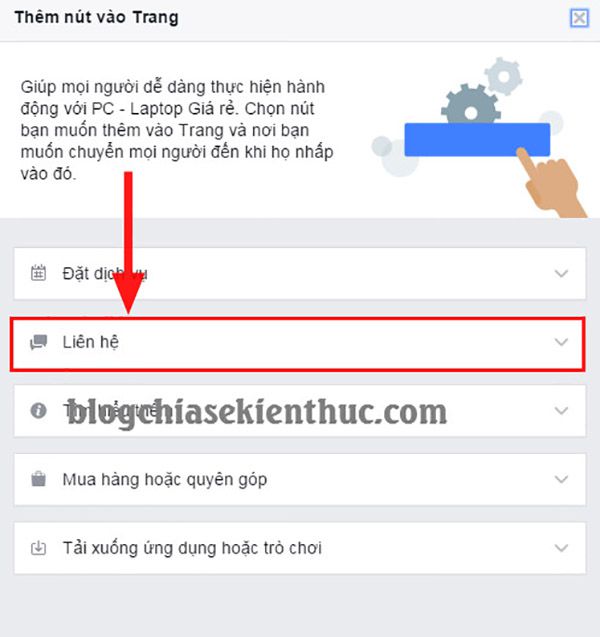 Thêm nút vào Trang
Giúp mọi người dễ dàng thực hiện hành
động với PC - Laptop Giá rẻ. Chọn nút
bạn muốn thêm vào Trang và nơi bạn
muốn chuyển mọi người đến khi họ nhấp
vào đó.
Đặt dịch vụ
Liên hệ
Tìm hiểu thêm
blogchiasekienthuc.com
Mua hàng hoặc quyên góp
Tải xuống ứng dụng hoặc trò chơi